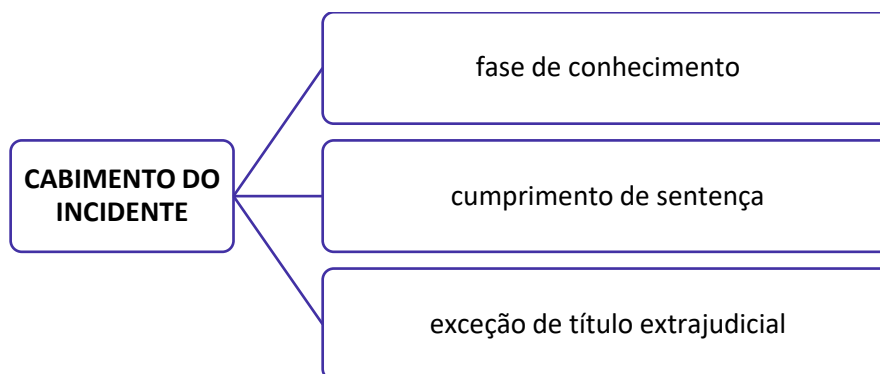 CABIMENTO DO
INCIDENTE
fase de conhecimento
cumprimento de sentença
exceção de título extrajudicial